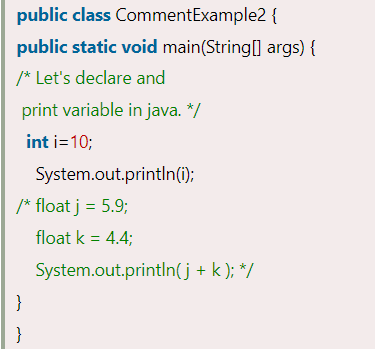 public class CommentExample2 {
public static void main(String[] args) {
/* Let's declare and
print variable in java. */
int i=10;
System.out.println(i);
/* float j = 5.9;
float k = 4.4;
System.out.println( j + k ); */
}
}